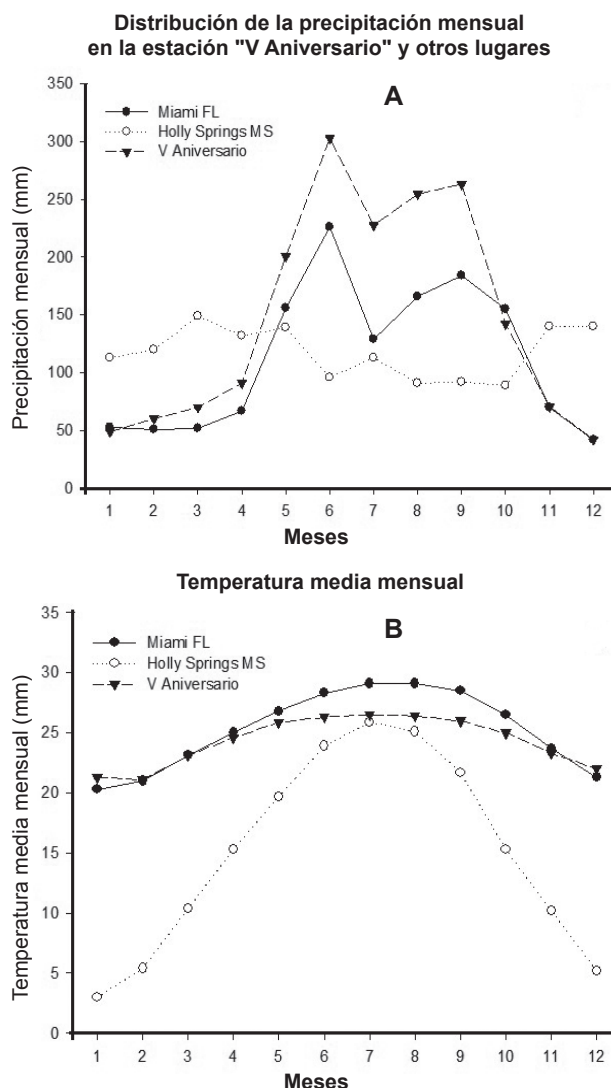 Distribución de la precipitación mensual
en la estación "V Aniversario" y otros lugares
A
Miami FL
Holly Springs MS
V Aniversario
Precipitación mensual (mm)
350
300
250
200
150
100
50
0
1 2 3 4 5 6 7 8 9 10 11 12
Meses
Temperatura media mensual
B
Miami FL
Holly Springs MS
V Aniversario
Temperatura media mensual (mm)
35
30
25
20
15
10
5
0
1 2 3 4 5 6 7 8 9 10 11 12
Meses